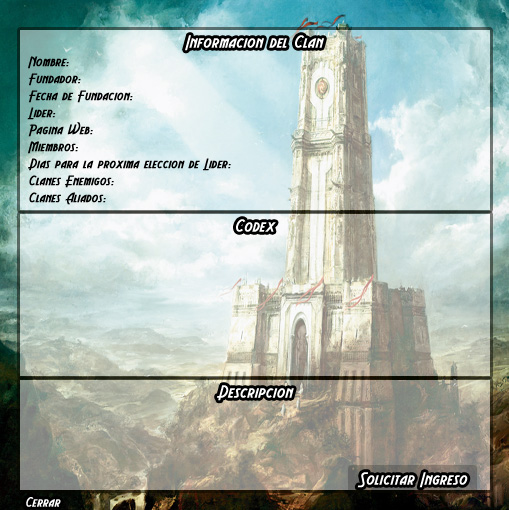 Informacion del Clan
Nombre:
Fundador:
Fecha de Fundacion:
Lider:
Pagina Web:
Miembros:
Dias para la proxima eleccion de Lider:
Clanes Enemigos:
Clanes Aliados:
Codex
Descripcion
Solicitar Ingreso
Cerrar